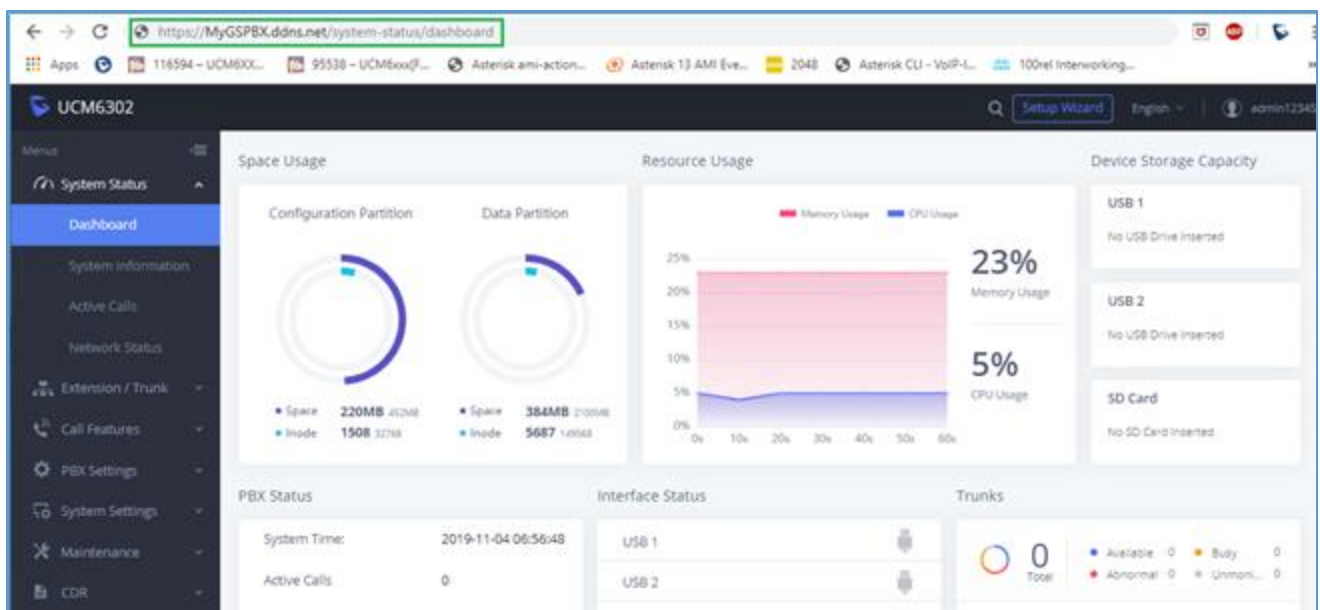 https://MyGSPBX.ddns.net/system-status/dashboard
Apps 116594 – UCM6XX... 95538 – UCM6xxx(F... Asterisk ami-action... Asterisk 13 AMI Eve... 2048 Asterisk CLI - VoIP-I... 100rel Interworking...
UCM6302 Setup Wizard English admin12345
Menus
System Status
Dashboard
System Information
Active Calls
Network Status
Extension / Trunk
Call Features
PBX Settings
System Settings
Maintenance
CDR
Space Usage
Configuration Partition
Space 220MB 452MB
Inode 1508 32768
Data Partition
Space 384MB
Inode 5687
Resource Usage
Memory Usage CPU Usage
25%
20%
15%
10%
5%
0%
0s 10s 20s 30s 40s 50s 60s
23%
Memory Usage
5%
CPU Usage
Device Storage Capacity
USB 1
No USB Drive Inserted
USB 2
No USB Drive Inserted
SD Card
No SD Card Inserted
PBX Status
System Time: 2019-11-04 06:56:48
Active Calls 0
Interface Status
USB 1
USB 2
Trunks
0
Total
Available 0 Busy 0
Abnormal 0 Unmoni... 0